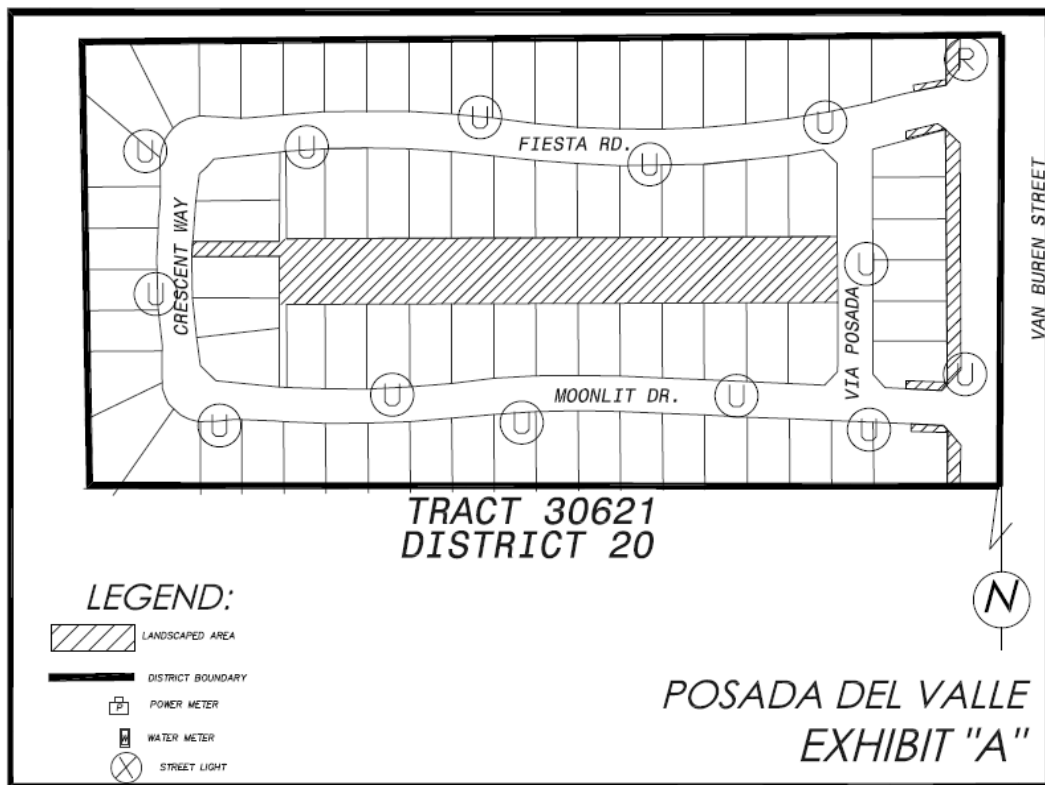 R
U
U
U
U
FIESTA RD.
U
CRESCENT WAY
VAN BUREN STREET
U
U
VIA POSADA
U
U
U
MOONLIT DR.
U
U
U
U
TRACT 30621
DISTRICT 20
LEGEND:
LANDSCAPED AREA
DISTRICT BOUNDARY
P
POWER METER
W
WATER METER
X
STREET LIGHT
N
POSADA DEL VALLE
EXHIBIT "A"